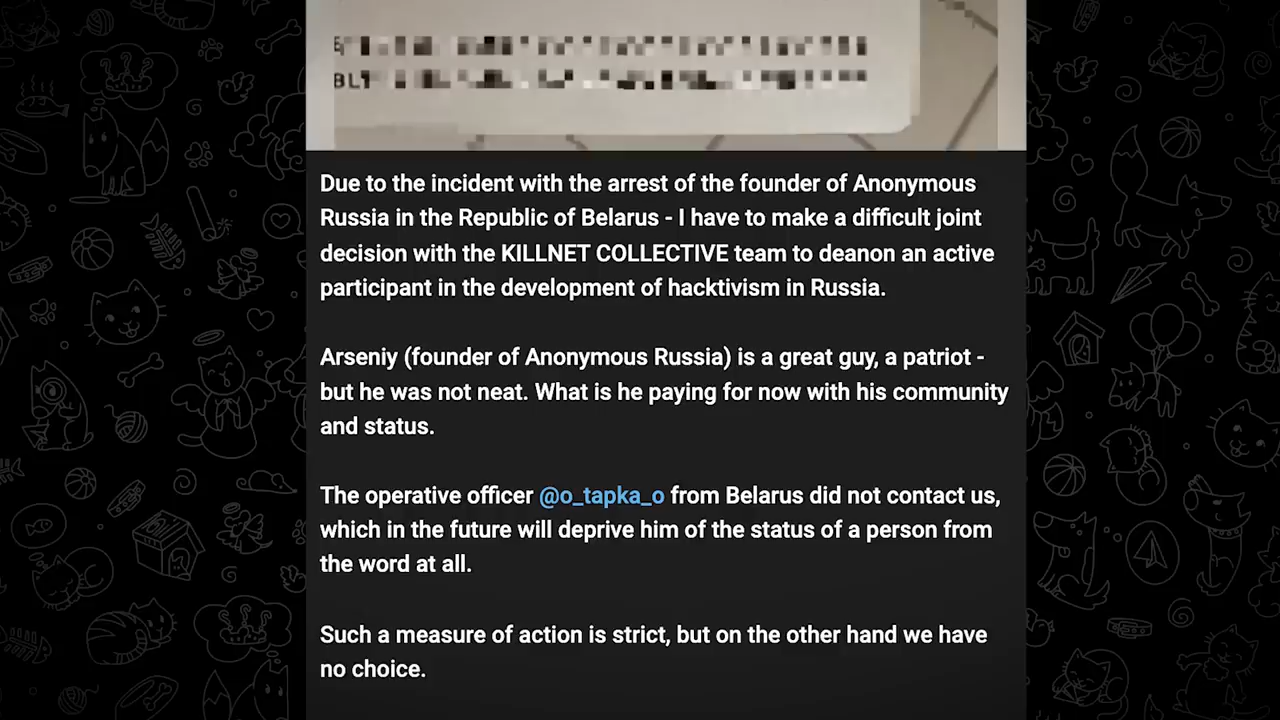 Due to the incident with the arrest of the founder of Anonymous
Russia in the Republic of Belarus - I have to make a difficult joint
decision with the KILLNET COLLECTIVE team to deanon an active
participant in the development of hacktivism in Russia.
Arseniy (founder of Anonymous Russia) is a great guy, a patriot -
but he was not neat. What is he paying for now with his community
and status.
The operative officer @o_tapka_o from Belarus did not contact us,
which in the future will deprive him of the status of a person from
the word at all.
Such a measure of action is strict, but on the other hand we have
no choice.